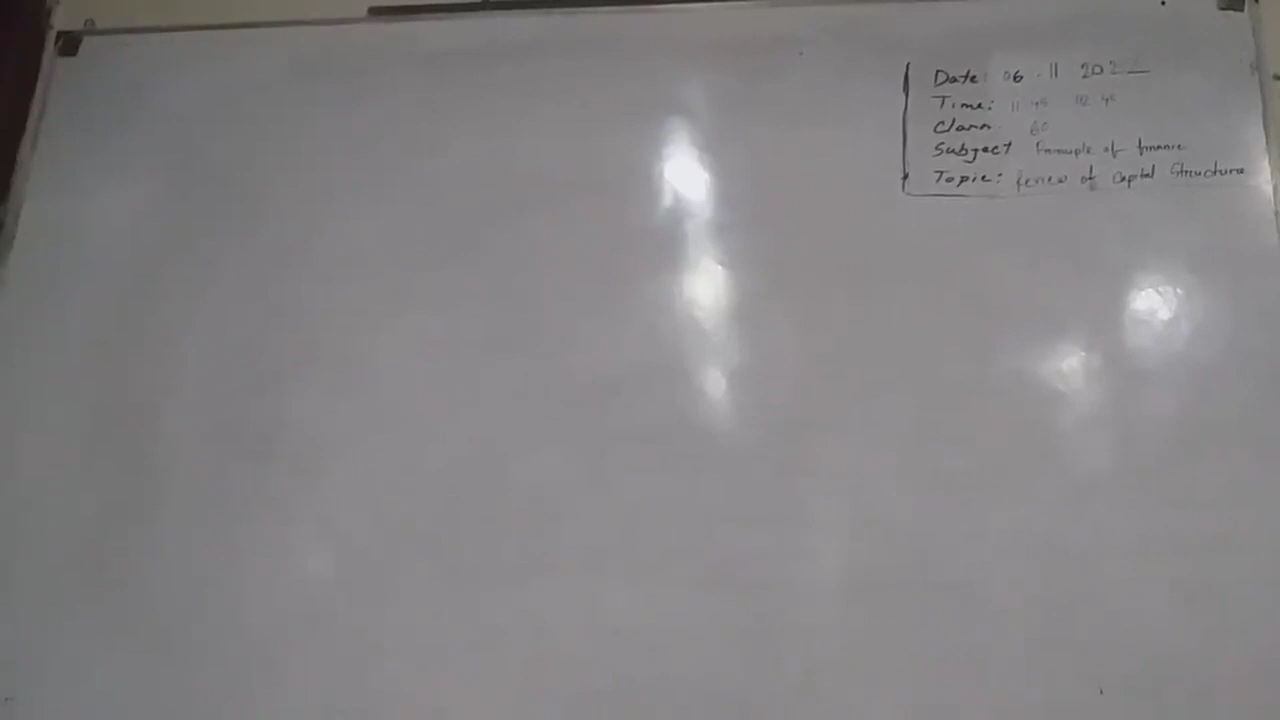 Date: 06 . 11 202
Time: 11 45 12 45
Class 60
Subject Principle of finance
Topic: Review of Capital Structure